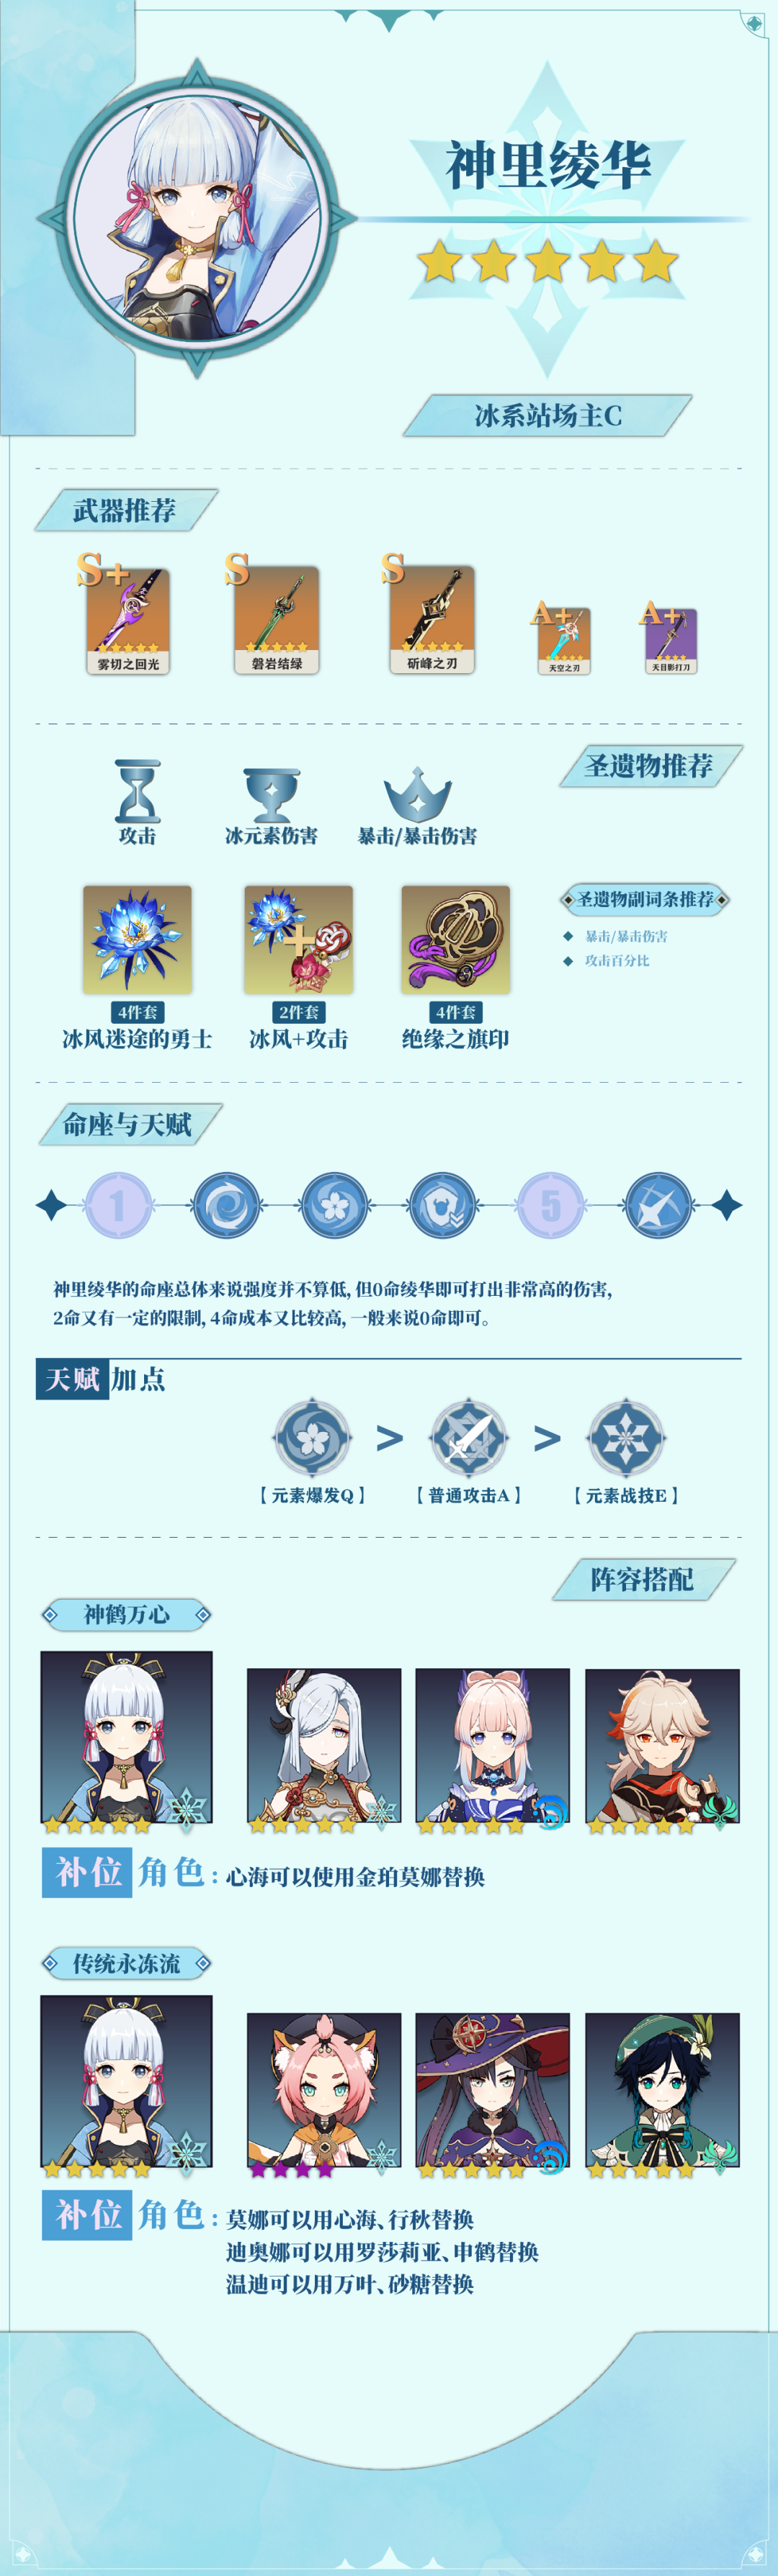 神里绫华
冰系站场主C
武器推荐
S+
S
S
A+
A+
雾切之回光
磐岩结绿
斫峰之刃
天空之刃
天目影打刀
圣遗物推荐
攻击
冰元素伤害
暴击/暴击伤害
圣遗物副词条推荐
暴击/暴击伤害
攻击百分比
4件套
2件套
4件套
冰风迷途的勇士
冰风+攻击
绝缘之旗印
命座与天赋
1
5
神里绫华的命座总体来说强度并不算低, 但0命绫华即可打出非常高的伤害,
2命又有一定的限制, 4命成本又比较高, 一般来说0命即可。
天赋加点
> >
【元素爆发Q】
【普通攻击A】
【元素战技E】
阵容搭配
神鹤万心
补位角色:心海可以使用金珀莫娜替换
传统永冻流
补位角色:莫娜可以用心海、行秋替换
迪奥娜可以用罗莎莉亚、申鹤替换
温迪可以用万叶、砂糖替换